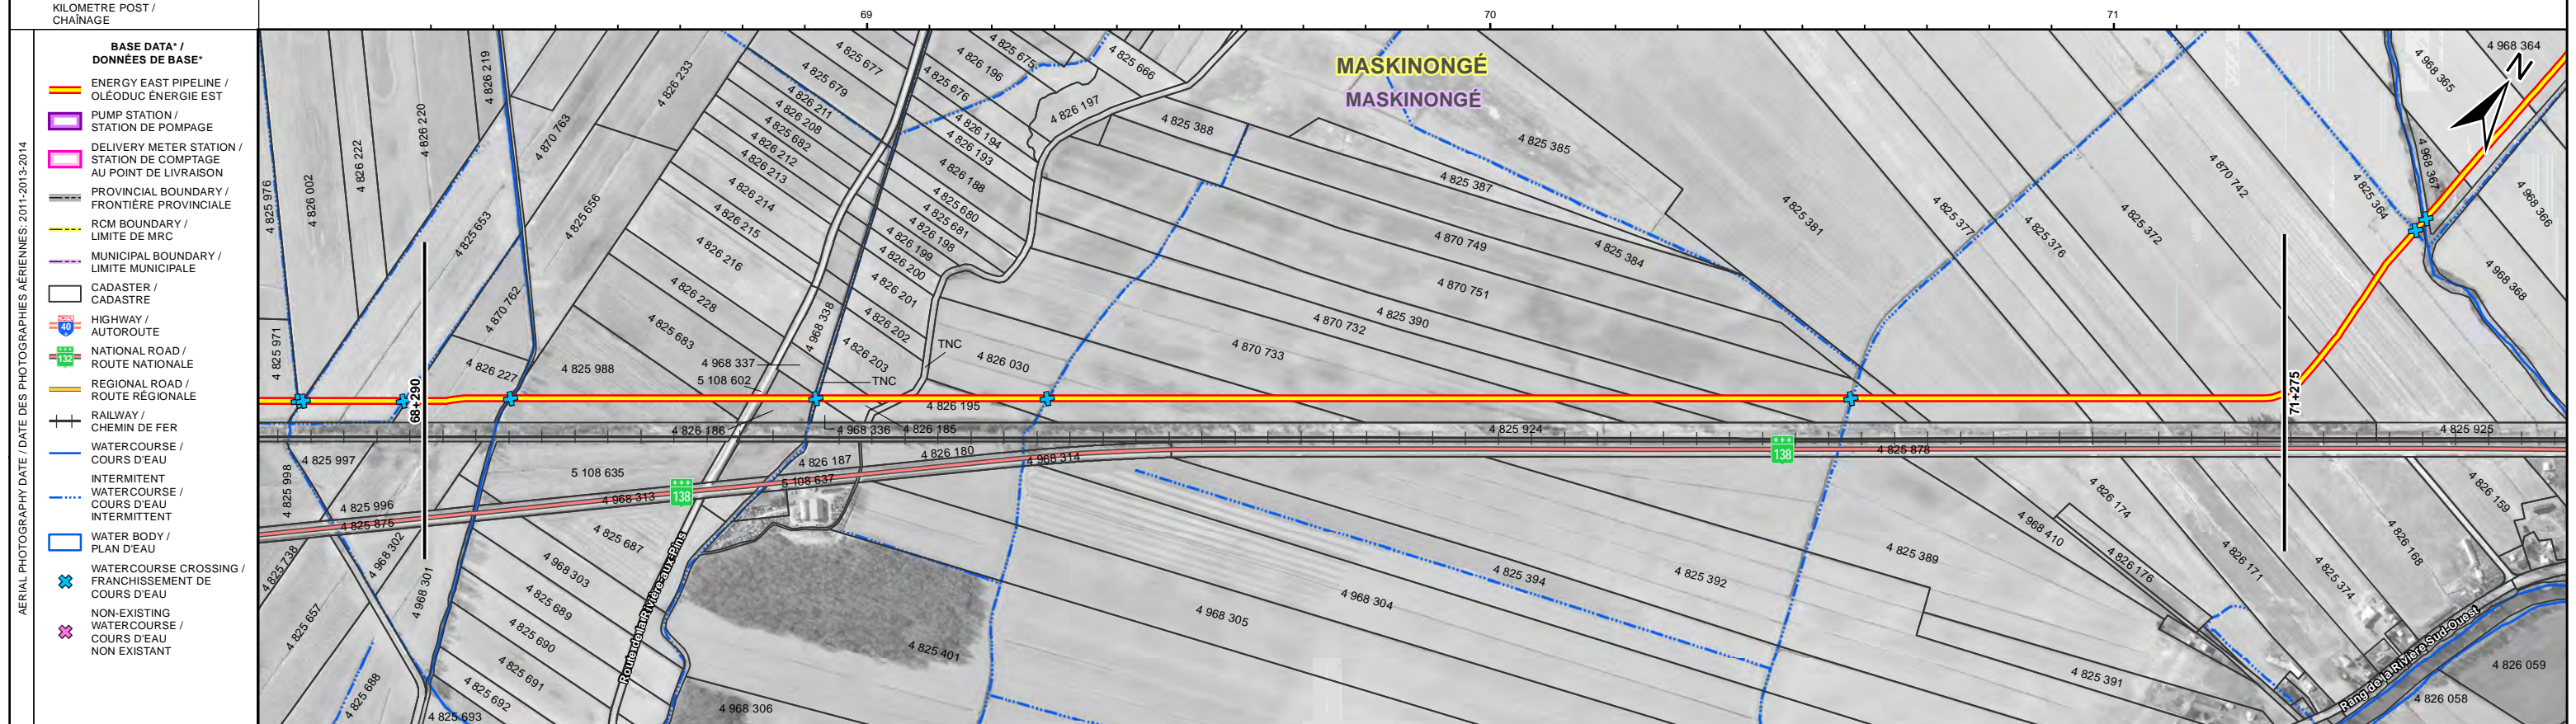 KILOMETRE POST /
CHAÎNAGE
69
70
71
AERIAL PHOTOGRAPHY DATE / DATE DES PHOTOGRAPHIES AÉRIENNES: 2011-2013-2014
BASE DATA* /
DONNÉES DE BASE*
ENERGY EAST PIPELINE /
OLÉODUC ÉNERGIE EST
PUMP STATION /
STATION DE POMPAGE
DELIVERY METER STATION /
STATION DE COMPTAGE
AU POINT DE LIVRAISON
PROVINCIAL BOUNDARY /
FRONTIÈRE PROVINCIALE
RCM BOUNDARY /
LIMITE DE MRC
MUNICIPAL BOUNDARY /
LIMITE MUNICIPALE
CADASTER /
CADASTRE
40
HIGHWAY /
AUTOROUTE
132
NATIONAL ROAD /
ROUTE NATIONALE
REGIONAL ROAD /
ROUTE RÉGIONALE
RAILWAY /
CHEMIN DE FER
WATERCOURSE /
COURS D'EAU
INTERMITENT
WATERCOURSE /
COURS D'EAU
INTERMITTENT
WATER BODY /
PLAN D'EAU
WATERCOURSE CROSSING /
FRANCHISSEMENT DE
COURS D'EAU
NON-EXISTING
WATERCOURSE /
COURS D'EAU
NON EXISTANT
MASKINONGÉ
MASKINONGÉ
N
4 825 976
4 826 002
4 826 222
4 826 220
4 826 219
4 825 653
4 870 763
4 825 656
4 826 233
4 870 762
4 825 971
4 826 227
4 825 988
4 825 677
4 825 679
4 826 211
4 826 208
4 825 682
4 826 212
4 826 213
4 826 214
4 826 215
4 826 216
4 826 228
4 825 683
4 968 337
5 108 602
4 968 338
4 825 675
4 826 196
4 825 676
4 825 666
4 826 197
4 826 194
4 826 193
4 826 188
4 825 680
4 825 681
4 826 198
4 826 199
4 826 200
4 826 201
4 826 202
4 826 203
TNC
TNC
4 826 030
4 826 195
4 826 186
4 968 336
4 826 185
4 825 388
4 825 387
4 825 385
4 870 749
4 825 384
4 870 751
4 825 390
4 870 732
4 870 733
4 825 381
4 825 377
4 825 376
4 825 372
4 870 742
4 825 364
4 968 364
4 968 365
4 968 367
4 968 366
4 968 368
68+290
71+275
4 825 924
4 825 925
4 825 878
138
138
4 825 997
4 825 998
4 825 996
4 825 875
4 825 738
4 968 302
4 825 657
4 968 301
4 825 688
4 825 693
5 108 635
4 968 313
4 825 687
4 968 303
4 825 689
4 825 690
4 825 691
4 825 692
Route de la Rivière-aux-Pins
4 826 187
5 108 637
4 826 180
4 968 314
4 825 401
4 968 306
4 968 305
4 968 304
4 825 394
4 825 392
4 825 389
4 825 391
4 968 410
4 826 174
4 826 176
4 826 171
4 825 374
4 826 168
4 826 159
Rang de la Rivière Sud-Ouest
4 826 059
4 826 058